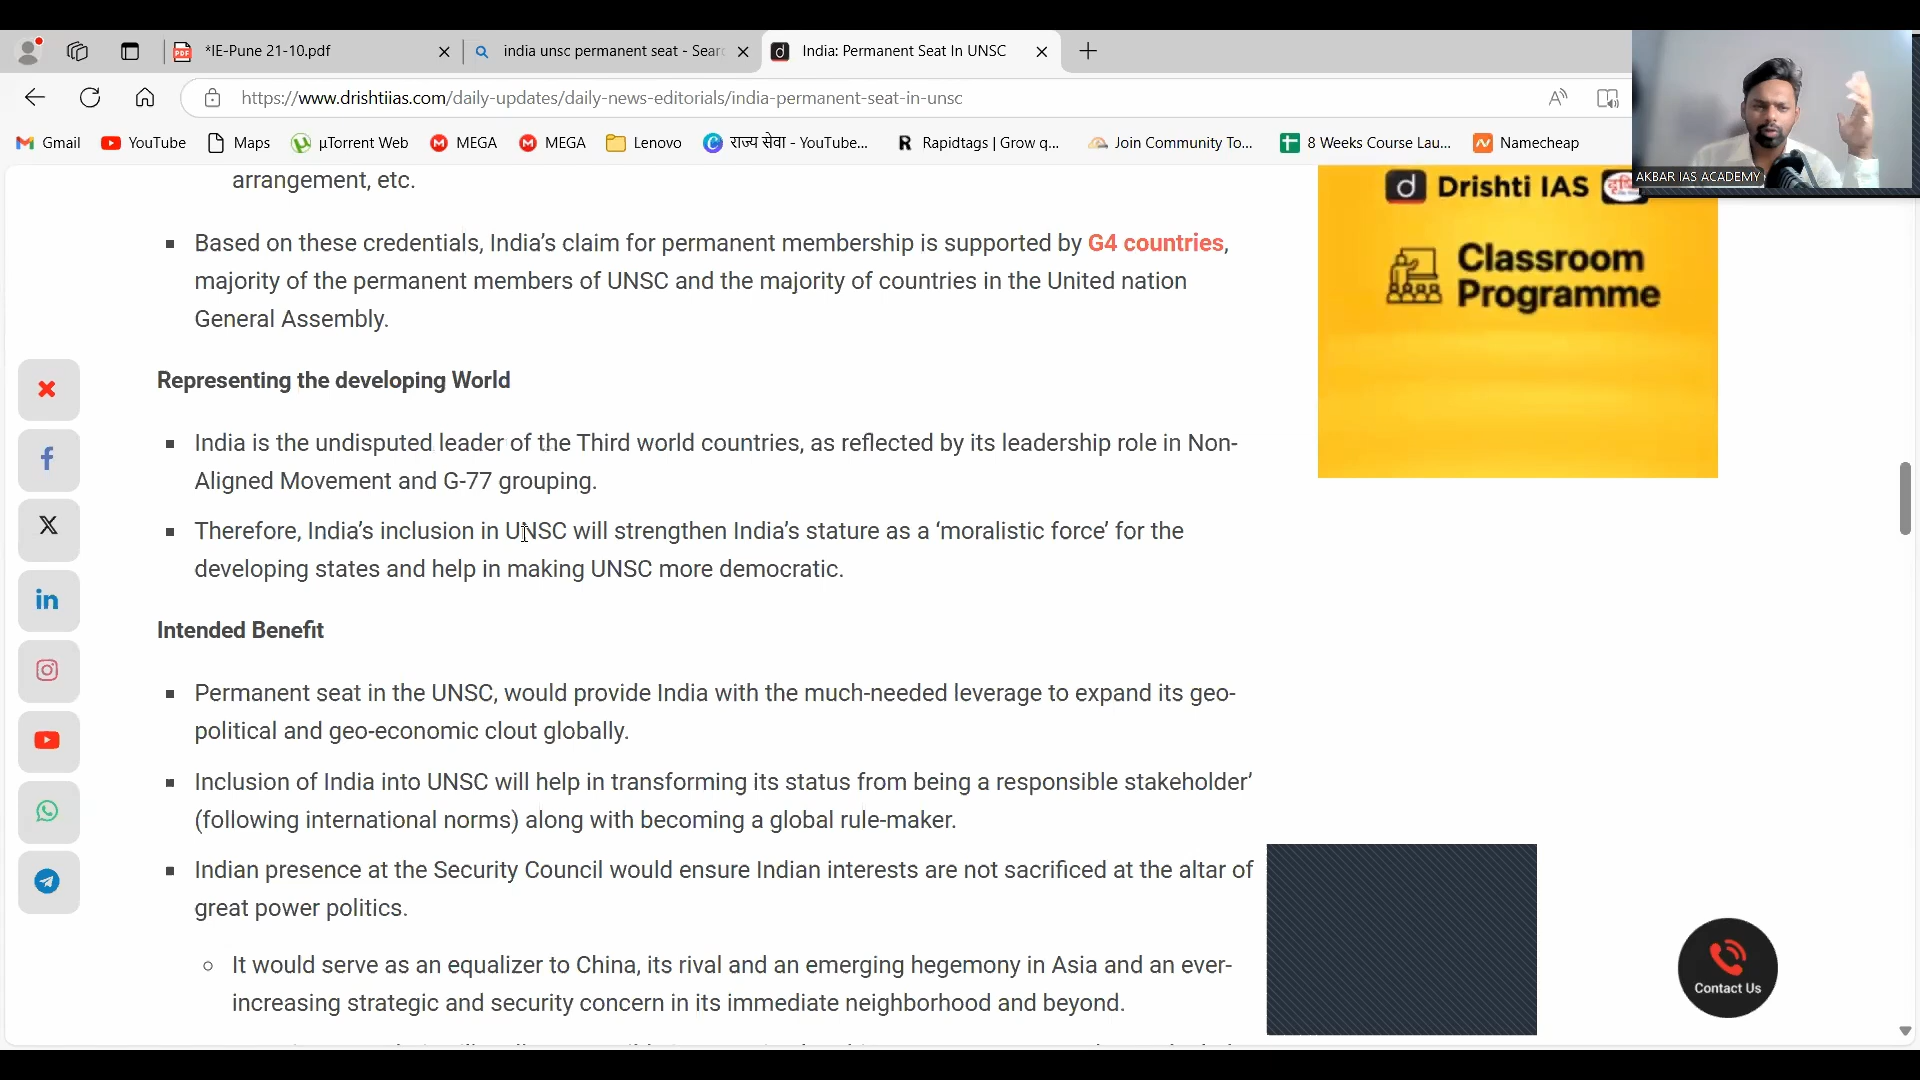 *IE-Pune 21-10.pdf
india unsc permanent seat - Sear
India: Permanent Seat In UNSC
https://www.drishtiias.com/daily-updates/daily-news-editorials/india-permanent-seat-in-unsc
Gmail
YouTube
Maps
µTorrent Web
MEGA
MEGA
Lenovo
राज्य सेवा - YouTube...
Rapidtags | Grow q...
Join Community To...
8 Weeks Course Lau...
Namecheap
AKBAR IAS ACADEMY
arrangement, etc.
Based on these credentials, India’s claim for permanent membership is supported by G4 countries,
majority of the permanent members of UNSC and the majority of countries in the United nation
General Assembly.
Representing the developing World
India is the undisputed leader of the Third world countries, as reflected by its leadership role in Non-
Aligned Movement and G-77 grouping.
Therefore, India’s inclusion in UNSC will strengthen India’s stature as a ‘moralistic force’ for the
developing states and help in making UNSC more democratic.
Intended Benefit
Permanent seat in the UNSC, would provide India with the much-needed leverage to expand its geo-
political and geo-economic clout globally.
Inclusion of India into UNSC will help in transforming its status from being a responsible stakeholder’
(following international norms) along with becoming a global rule-maker.
Indian presence at the Security Council would ensure Indian interests are not sacrificed at the altar of
great power politics.
It would serve as an equalizer to China, its rival and an emerging hegemony in Asia and an ever-
increasing strategic and security concern in its immediate neighborhood and beyond.
Drishti IAS
Classroom
Programme
Contact Us